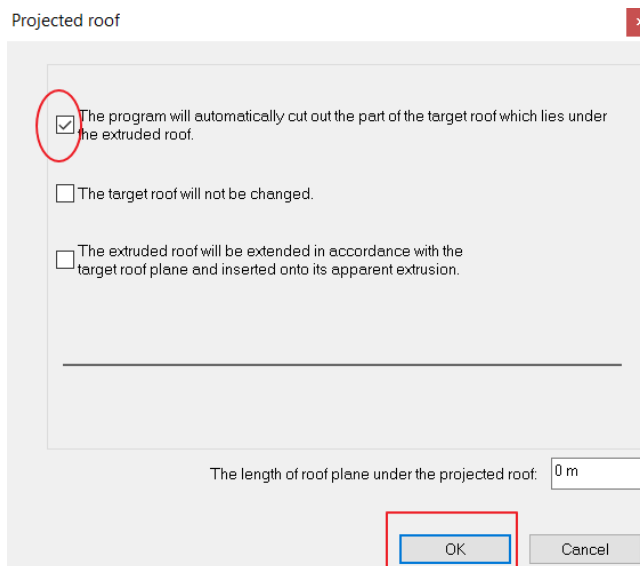 Projected roof
The program will automatically cut out the part of the target roof which lies under
the extruded roof.
The target roof will not be changed.
The extruded roof will be extended in accordance with the
target roof plane and inserted onto its apparent extrusion.
The length of roof plane under the projected roof: 0 m
OK Cancel